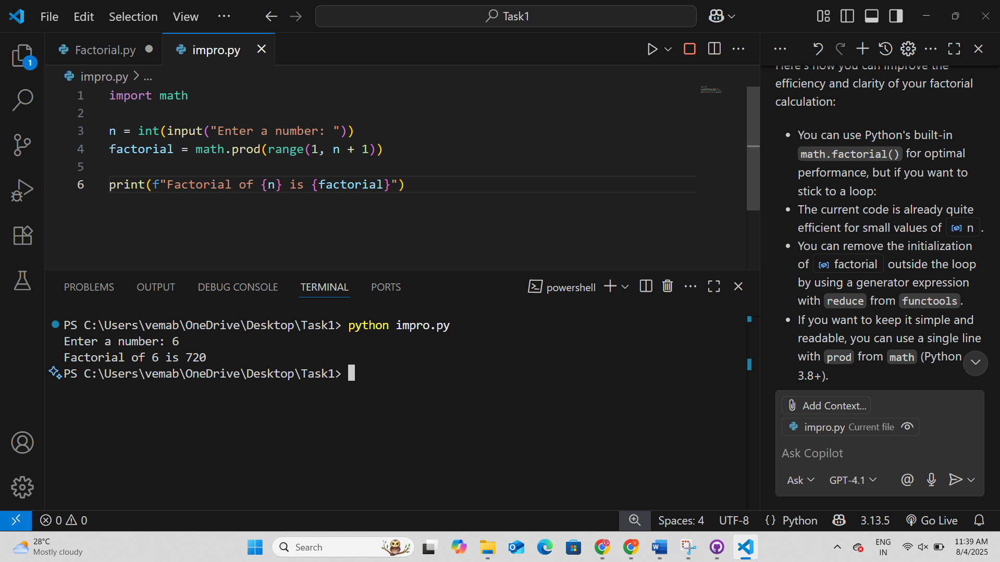 File Edit Selection View ... Task1
Factorial.py impro.py
impro.py > ...
1 import math
2
3 n = int(input("Enter a number: "))
4 factorial = math.prod(range(1, n + 1))
5
6 print(f"Factorial of {n} is {factorial}")
PROBLEMS OUTPUT DEBUG CONSOLE TERMINAL PORTS
powershell
PS C:\Users\vemab\OneDrive\Desktop\Task1> python impro.py
Enter a number: 6
Factorial of 6 is 720
PS C:\Users\vemab\OneDrive\Desktop\Task1>
Here's how you can improve the
efficiency and clarity of your factorial
calculation:
• You can use Python's built-in
math.factorial() for optimal
performance, but if you want to
stick to a loop:
• The current code is already quite
efficient for small values of n .
• You can remove the initialization
of factorial outside the loop
by using a generator expression
with reduce from functools.
• If you want to keep it simple and
readable, you can use a single line
with prod from math (Python
3.8+).
Add Context...
impro.py Current file
Ask Copilot
Ask GPT-4.1 @
1
0 0
Spaces: 4 UTF-8 {} Python 3.13.5 Go Live
28°C
Mostly cloudy
Search
ENG
IN
11:39 AM
8/4/2025